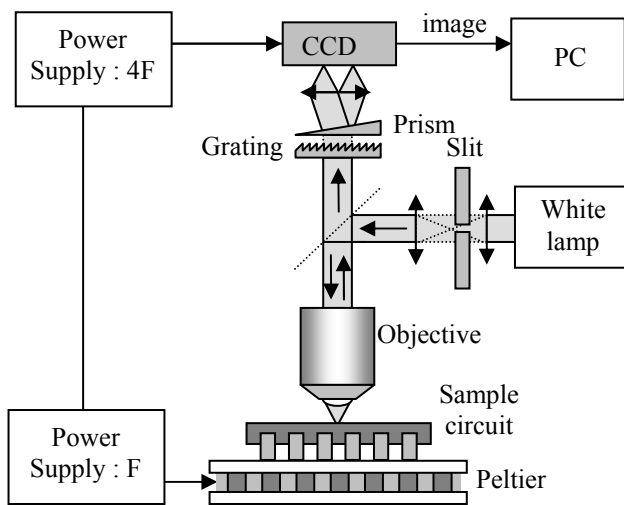 Power
Supply : 4F
CCD
image
PC
Prism
Grating
Slit
White
lamp
Objective
Sample
circuit
Power
Supply : F
Peltier